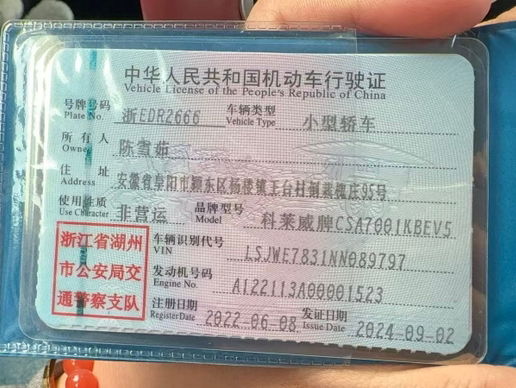 中华人民共和国机动车行驶证
Vehicle License of the People's Republic of China
号牌号码 浙EDR2666 车辆类型 小型轿车
Plate No. Vehicle Type
所有人 陈雪茹
Owner
住址 安徽省阜阳市颍东区杨楼镇王台村倒栽槐庄95号
Address
使用性质 非营运 品牌型号 科莱威牌CSA7001KBEV5
Use Character Model
浙江省湖州
市公安局交
通警察支队
车辆识别代号 LSJWE7831NN089797
VIN
发动机号码 A122113A00001523
Engine No.
注册日期 2022-06-08 发证日期 2024-09-02
Register Date Issue Date